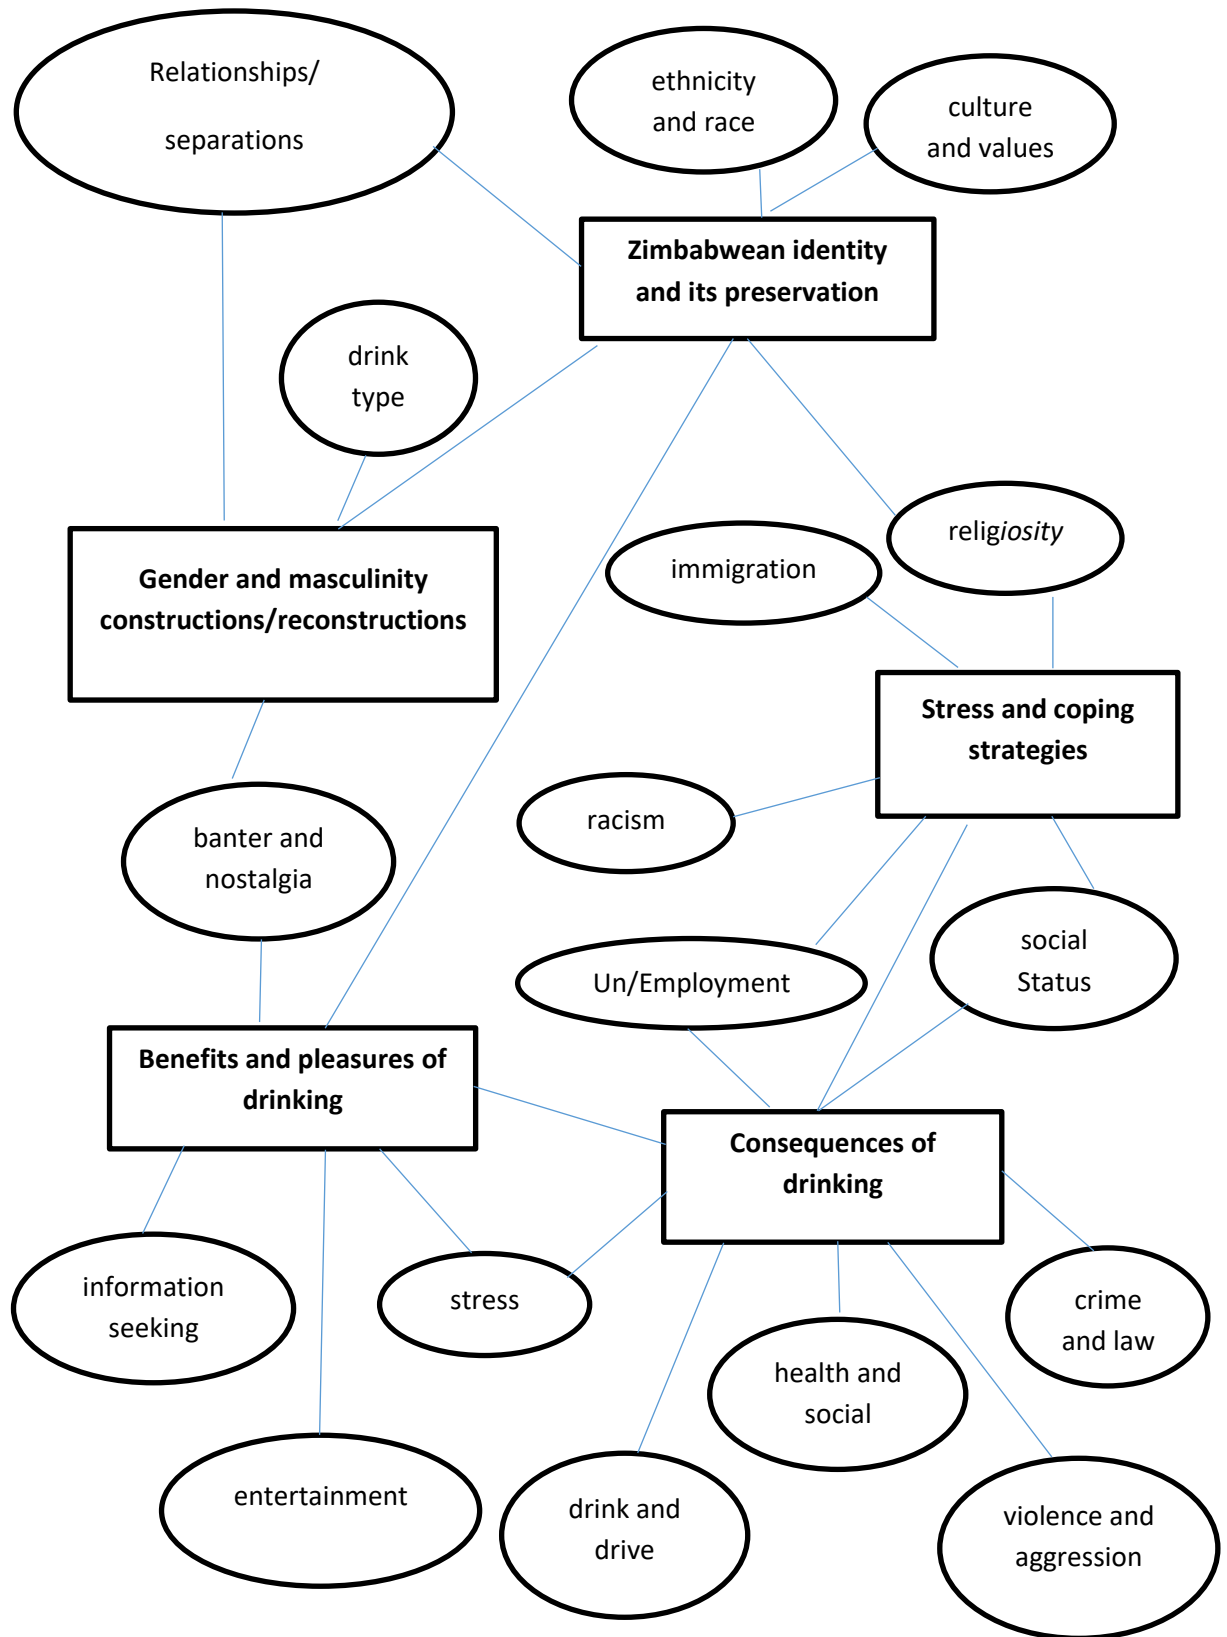 Relationships/
separations
ethnicity
and race
culture
and values
Zimbabwean identity
and its preservation
drink
type
religiosity
immigration
Gender and masculinity
constructions/reconstructions
Stress and coping
strategies
racism
banter and
nostalgia
social
Status
Un/Employment
Benefits and pleasures of
drinking
Consequences of
drinking
information
seeking
stress
crime
and law
health and
social
entertainment
drink and
drive
violence and
aggression